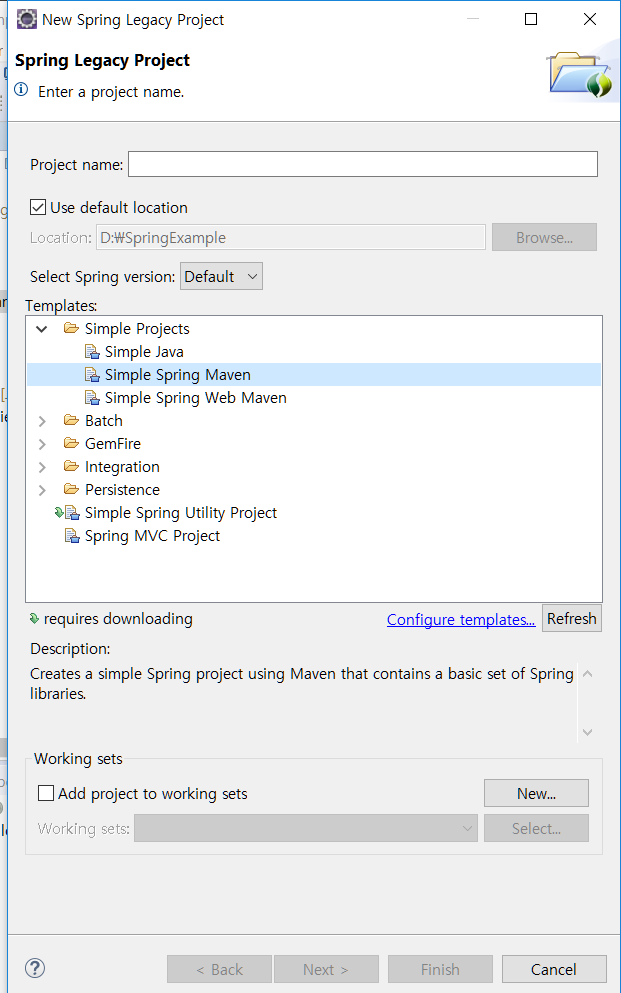 New Spring Legacy Project
Spring Legacy Project
Enter a project name.
Project name:
Use default location
Location: D:₩SpringExample Browse...
Select Spring version: Default
Templates:
Simple Projects
Simple Java
Simple Spring Maven
Simple Spring Web Maven
Batch
GemFire
Integration
Persistence
Simple Spring Utility Project
Spring MVC Project
requires downloading Configure templates... Refresh
Description:
Creates a simple Spring project using Maven that contains a basic set of Spring
libraries.
Working sets
Add project to working sets New...
Working sets: Select...
< Back Next > Finish Cancel